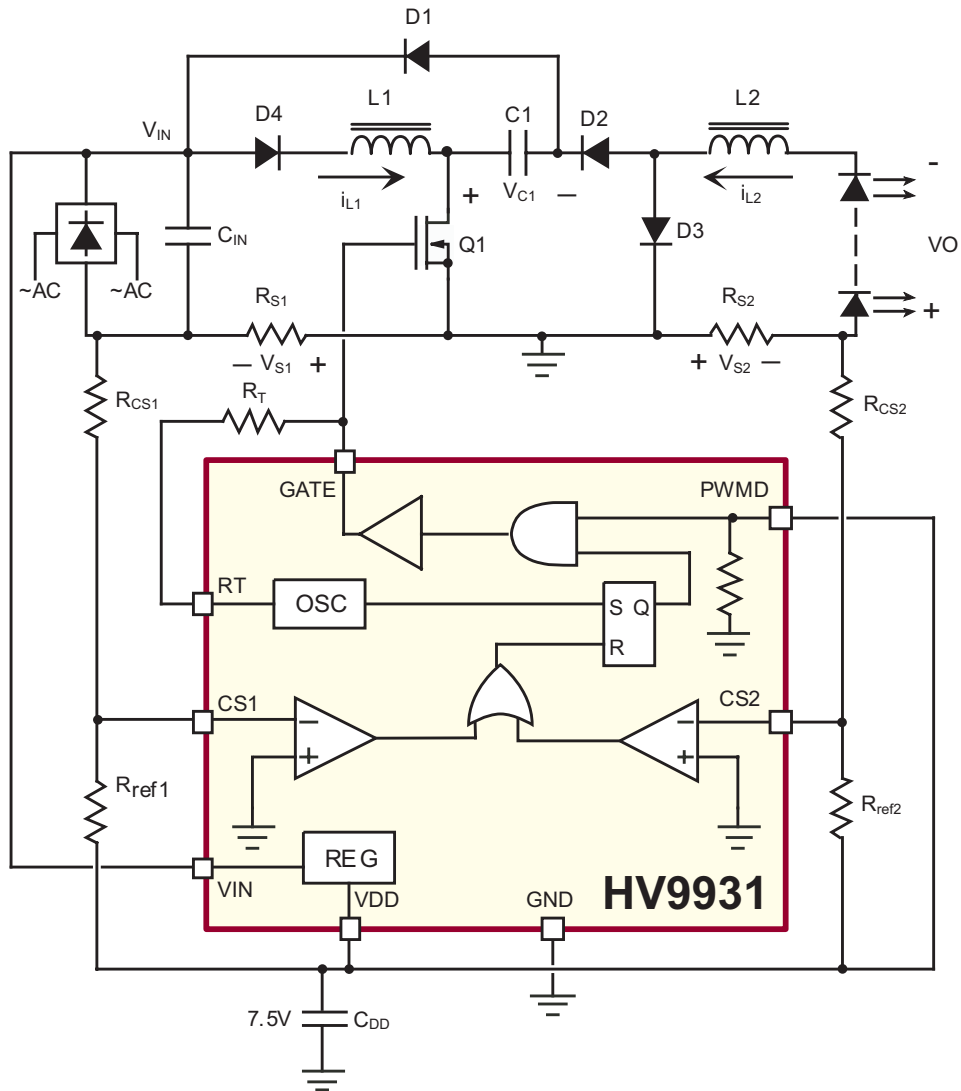 D1
D4
L1
C1
D2
L2
VIN
iL1
+ VC1 −
iL2
-
CIN
Q1
D3
VO
~AC
~AC
RS1
RS2
+
− VS1 +
+ VS2 −
RCS1
RT
RCS2
GATE
PWMD
RT
OSC
S Q
R
CS1
CS2
−
+
−
+
Rref1
Rref2
REG
VIN
VDD
GND
HV9931
7.5V
CDD